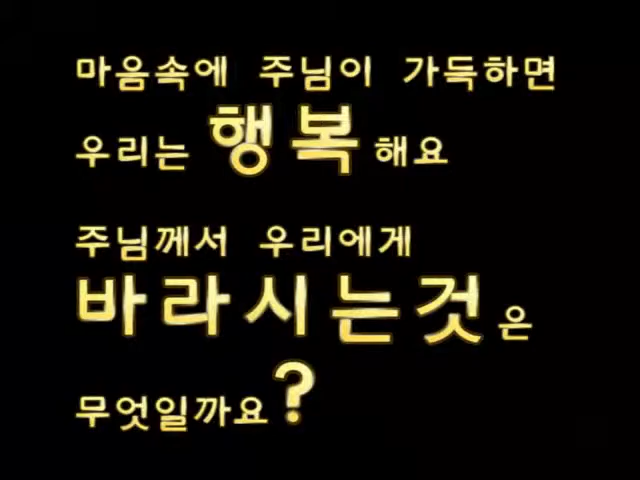 마음속에 주님이 가득하면
우리는 행복해요
주님께서 우리에게
바라시는것은
무엇일까요?